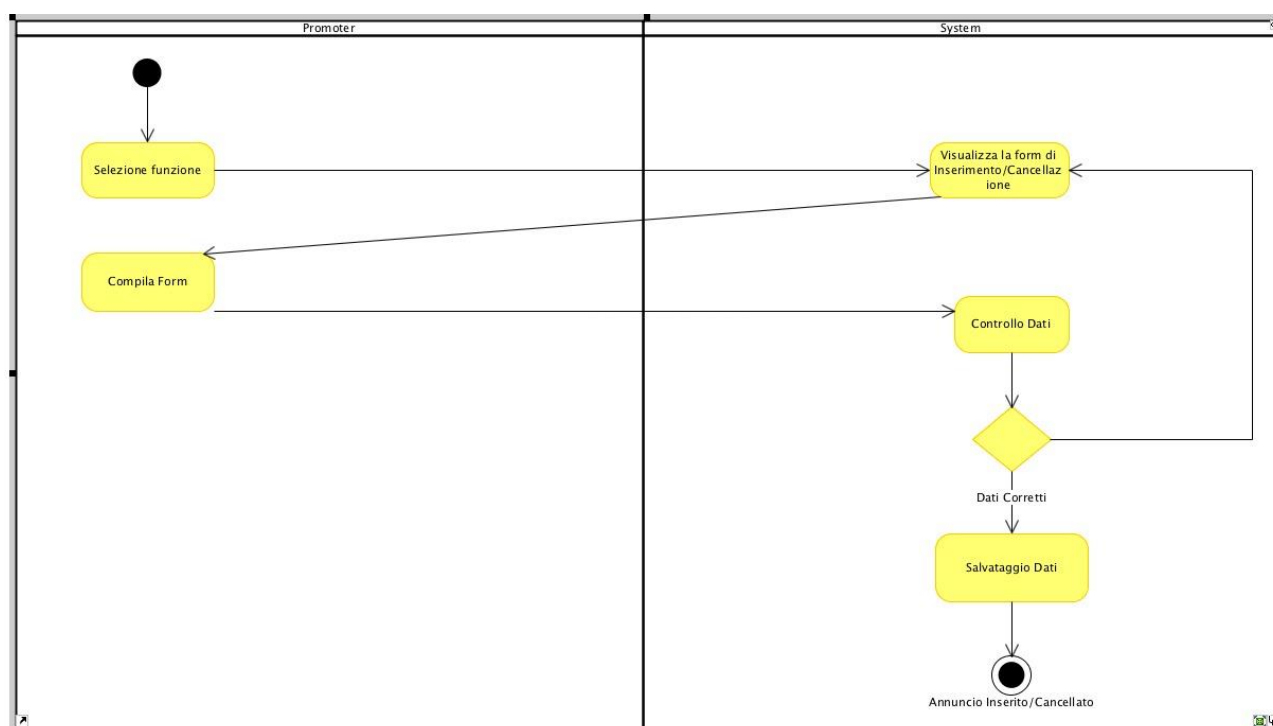 Promoter
System
Selezione funzione
Visualizza la form di
Inserimento/Cancellaz
ione
Compila Form
Controllo Dati
Dati Corretti
Salvataggio Dati
Annuncio Inserito/Cancellato